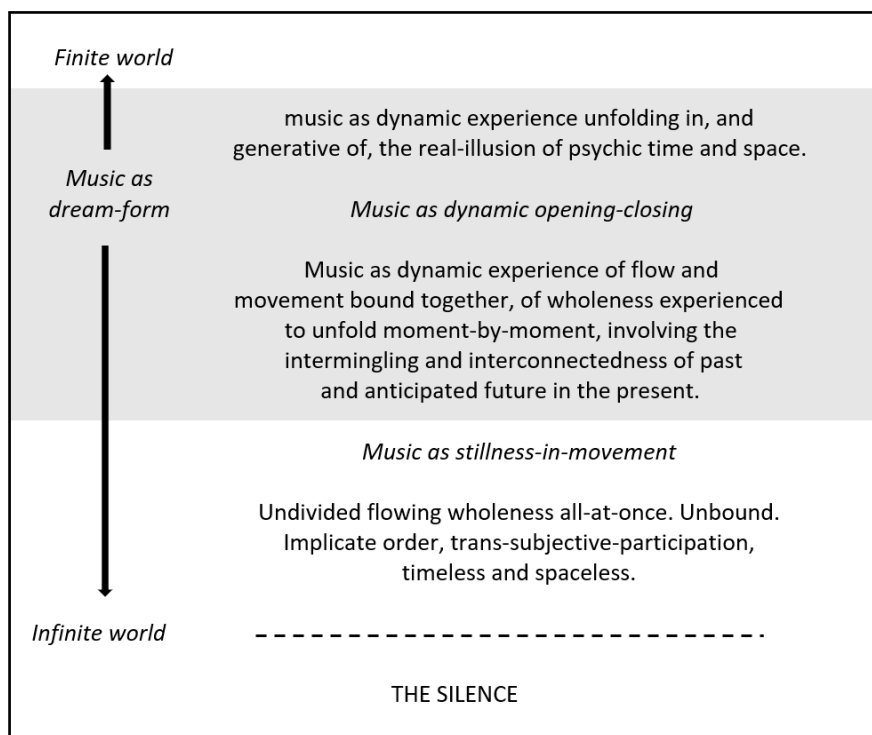 Finite world
music as dynamic experience unfolding in, and
generative of, the real-illusion of psychic time and space.
Music as
dream-form
Music as dynamic opening-closing
Music as dynamic experience of flow and
movement bound together, of wholeness experienced
to unfold moment-by-moment, involving the
intermingling and interconnectedness of past
and anticipated future in the present.
Music as stillness-in-movement
Undivided flowing wholeness all-at-once. Unbound.
Implicate order, trans-subjective-participation,
timeless and spaceless.
Infinite world
THE SILENCE